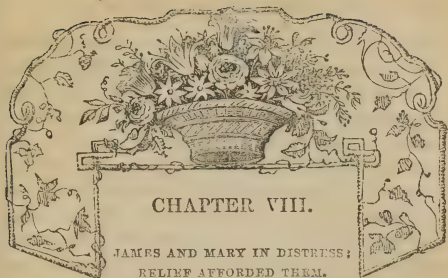 CHAPTER VIII.
JAMES AND MARY IN DISTRESS;
RELIEF AFFORDED THEM.